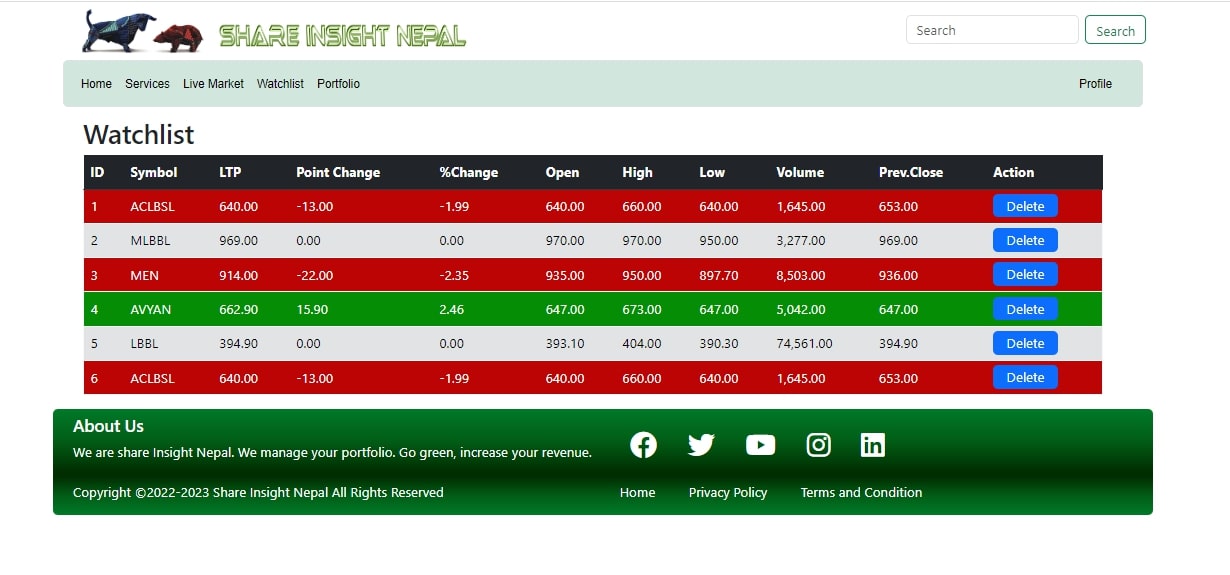 SHARE INSIGHT NEPAL Search Search
Home Services Live Market Watchlist Portfolio Profile
Watchlist
ID Symbol LTP Point Change %Change Open High Low Volume Prev.Close Action
1 ACLBSL 640.00 -13.00 -1.99 640.00 660.00 640.00 1,645.00 653.00 Delete
2 MLBBL 969.00 0.00 0.00 970.00 970.00 950.00 3,277.00 969.00 Delete
3 MEN 914.00 -22.00 -2.35 935.00 950.00 897.70 8,503.00 936.00 Delete
4 AVYAN 662.90 15.90 2.46 647.00 673.00 647.00 5,042.00 647.00 Delete
5 LBBL 394.90 0.00 0.00 393.10 404.00 390.30 74,561.00 394.90 Delete
6 ACLBSL 640.00 -13.00 -1.99 640.00 660.00 640.00 1,645.00 653.00 Delete
About Us
We are share Insight Nepal. We manage your portfolio. Go green, increase your revenue.
Copyright ©2022-2023 Share Insight Nepal All Rights Reserved Home Privacy Policy Terms and Condition